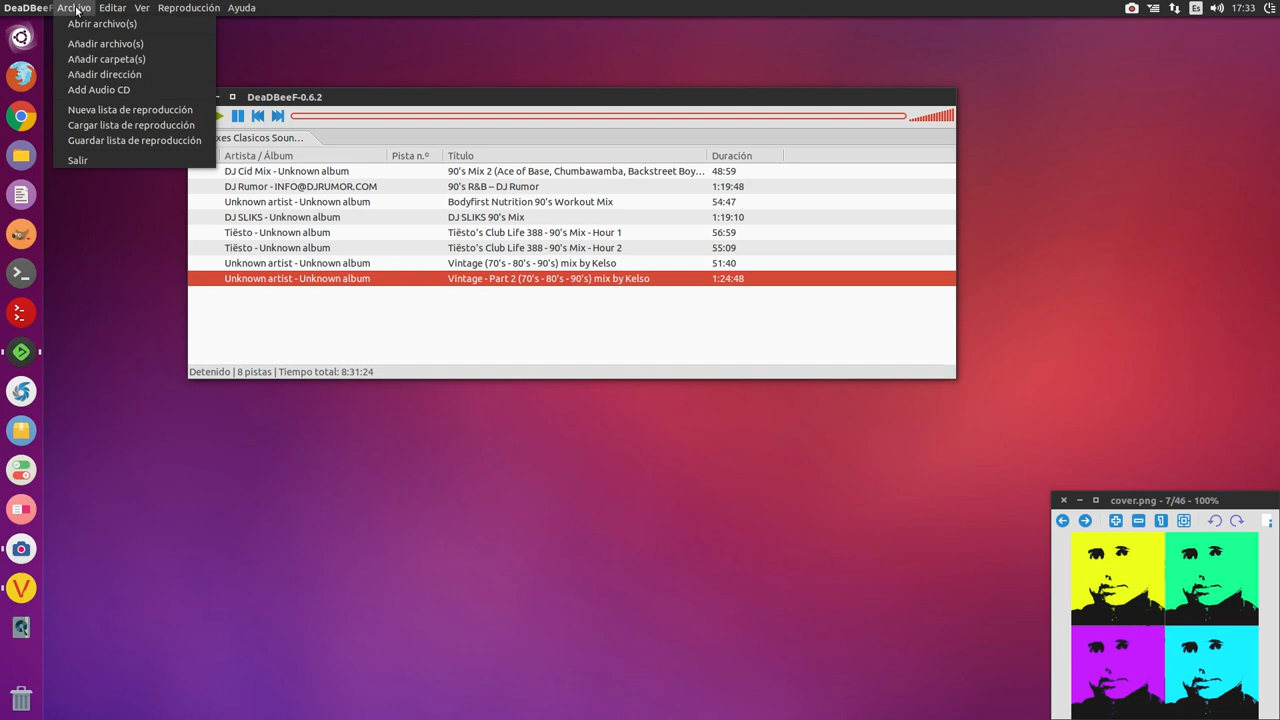 DeaDBeeF Archivo Editar Ver Reproducción Ayuda Es 17:33
Abrir archivo(s)
Añadir archivo(s)
Añadir carpeta(s)
Añadir dirección
Add Audio CD
Nueva lista de reproducción
Cargar lista de reproducción
Guardar lista de reproducción
Salir
DeaDBeeF-0.6.2
xes Clasicos Soun...
Artista / Álbum Pista n.º Título Duración
DJ Cid Mix - Unknown album 90's Mix 2 (Ace of Base, Chumbawamba, Backstreet Boy... 48:59
DJ Rumor - INFO@DJRUMOR.COM 90's R&B – DJ Rumor 1:19:48
Unknown artist - Unknown album Bodyfirst Nutrition 90's Workout Mix 54:47
DJ SLIKS - Unknown album DJ SLIKS 90's Mix 1:19:10
Tiësto - Unknown album Tiësto's Club Life 388 - 90's Mix - Hour 1 56:59
Tiësto - Unknown album Tiësto's Club Life 388 - 90's Mix - Hour 2 55:09
Unknown artist - Unknown album Vintage (70's - 80's - 90's) mix by Kelso 51:40
Unknown artist - Unknown album Vintage - Part 2 (70's - 80's - 90's) mix by Kelso 1:24:48
Detenido | 8 pistas | Tiempo total: 8:31:24
cover.png - 7/46 - 100%